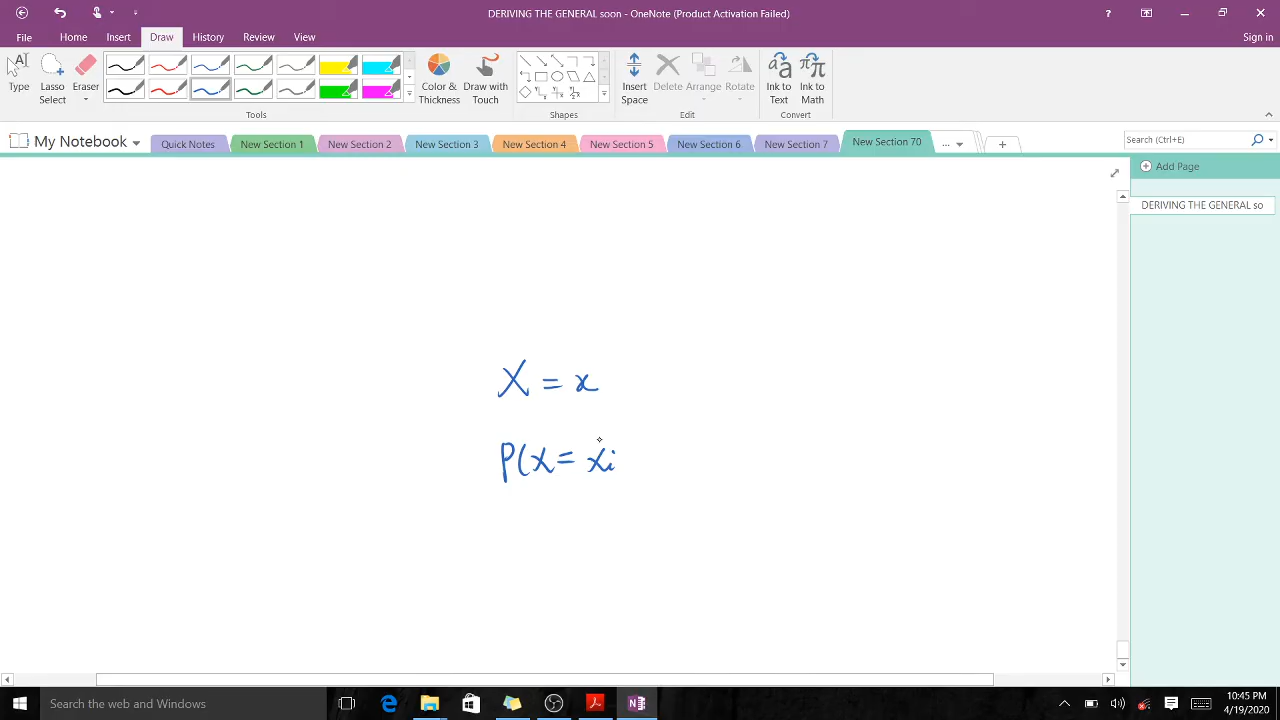 DERIVING THE GENERAL soon - OneNote (Product Activation Failed)
File Home Insert Draw History Review View Sign in
Type Lasso Select Eraser Color & Thickness Draw with Touch Insert Space Delete Arrange Rotate Ink to Text Ink to Math
Tools Shapes Edit Convert
My Notebook Quick Notes New Section 1 New Section 2 New Section 3 New Section 4 New Section 5 New Section 6 New Section 7 New Section 70 ... + Search (Ctrl+E)
Add Page
DERIVING THE GENERAL so
X = x
P(X = xi
Search the web and Windows
10:45 PM
4/19/2020